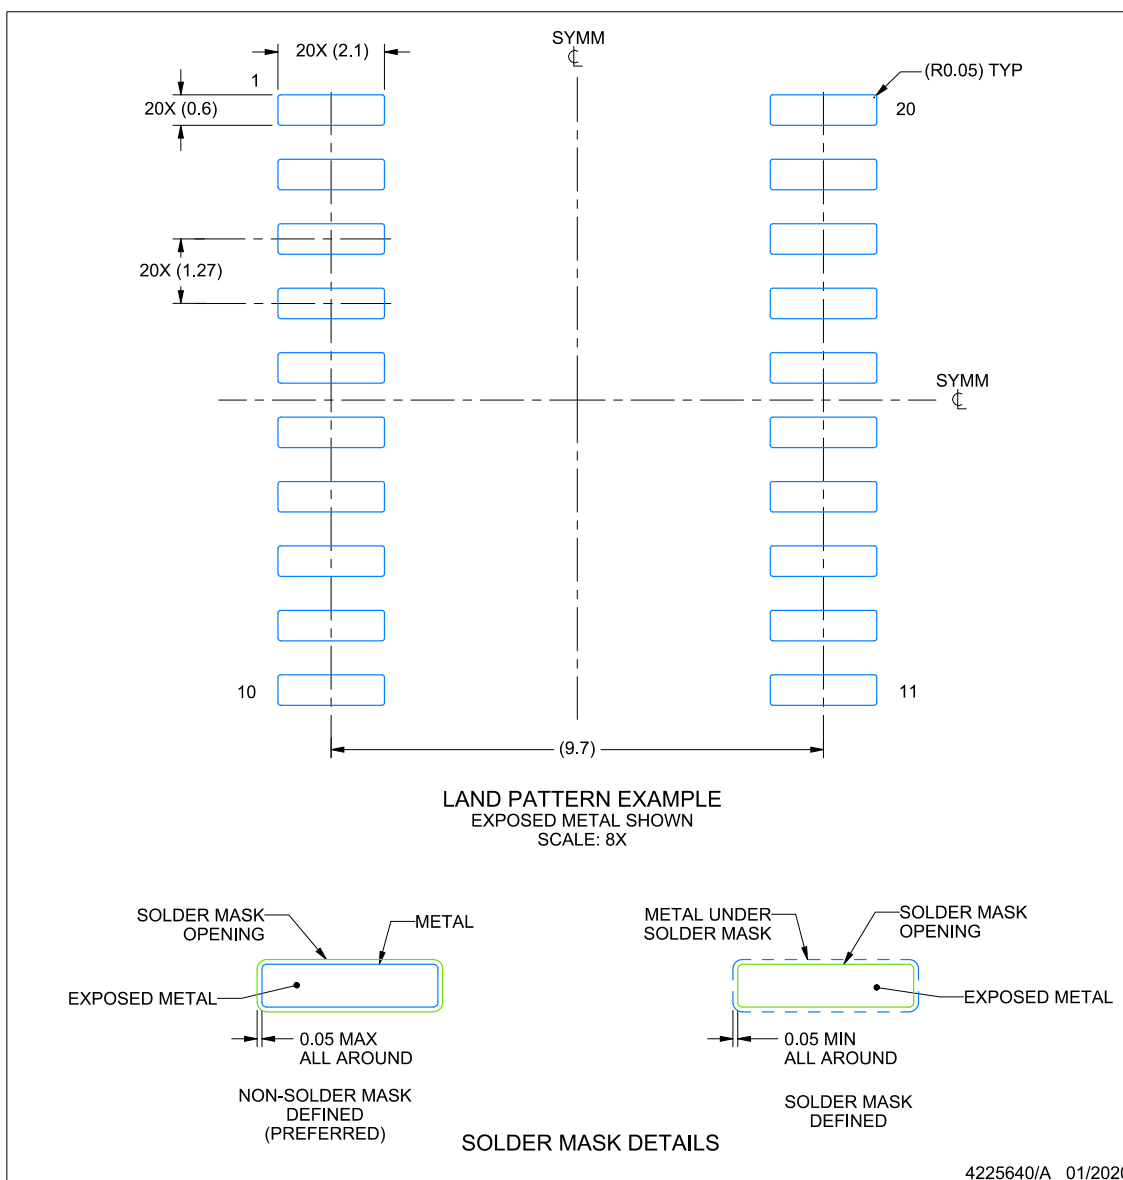 SYMM
℄
20X (2.1)
(R0.05) TYP
1
20X (0.6)
20
20X (1.27)
SYMM
℄
10
11
(9.7)
LAND PATTERN EXAMPLE
EXPOSED METAL SHOWN
SCALE: 8X
SOLDER MASK
OPENING
METAL
EXPOSED METAL
0.05 MAX
ALL AROUND
NON-SOLDER MASK
DEFINED
(PREFERRED)
METAL UNDER
SOLDER MASK
SOLDER MASK
OPENING
EXPOSED METAL
0.05 MIN
ALL AROUND
SOLDER MASK
DEFINED
SOLDER MASK DETAILS
4225640/A 01/2020